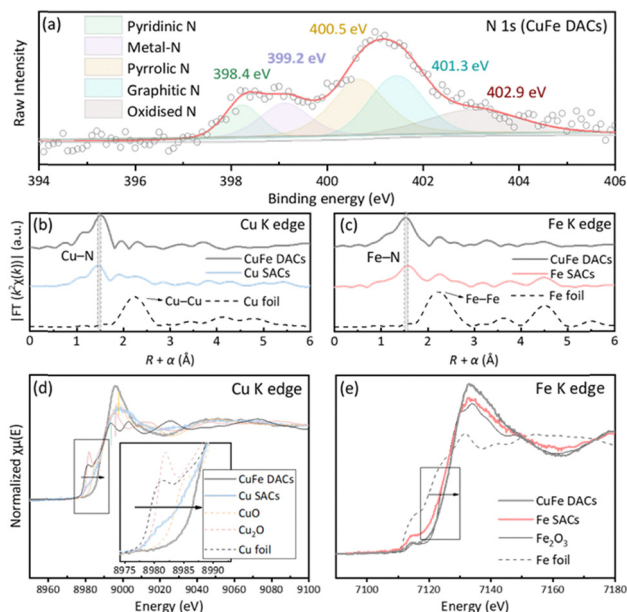 (a)
N 1s (CuFe DACs)
Pyridinic N
Metal-N
Pyrrolic N
Graphitic N
Oxidised N
398.4 eV
399.2 eV
400.5 eV
401.3 eV
402.9 eV
Raw Intensity
394 396 398 400 402 404 406
Binding energy (eV)
(b)
Cu K edge
Cu–N
CuFe DACs
Cu SACs
Cu–Cu
Cu foil
|FT (k²χ(k))| (a.u.)
0 1 2 3 4 5 6
R + α (Å)
(c)
Fe K edge
Fe–N
CuFe DACs
Fe SACs
Fe–Fe
Fe foil
0 1 2 3 4 5 6
R + α (Å)
(d)
Cu K edge
CuFe DACs
Cu SACs
CuO
Cu₂O
Cu foil
8975 8980 8985 8990
Normalized χμ(E)
8960 8980 9000 9020 9040 9060 9080 9100
Energy (eV)
(e)
Fe K edge
CuFe DACs
Fe SACs
Fe₂O₃
Fe foil
7100 7120 7140 7160 7180
Energy (eV)